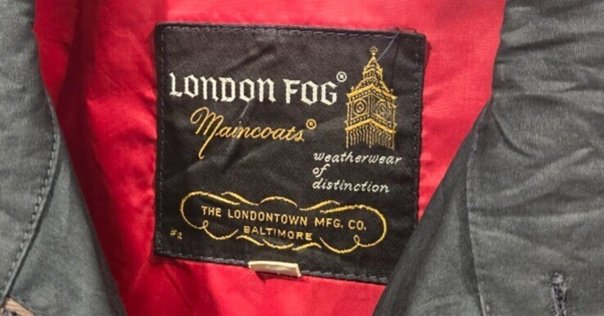 LONDON FOG®
Maincoats®
weatherwear
of
distinction
THE LONDONTOWN MFG. CO.
BALTIMORE
#2